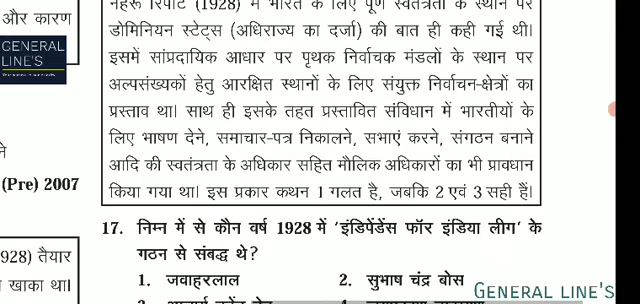 और कारण
GENERAL
LINE'S
(Pre) 2007
928) तैयार
खाका था।
नेहरू रिपोर्ट (1928) में भारत के लिए पूर्ण स्वतंत्रता के स्थान पर
डोमिनियन स्टेट्स (अधिराज्य का दर्जा) की बात ही कही गई थी।
इसमें सांप्रदायिक आधार पर पृथक निर्वाचक मंडलों के स्थान पर
अल्पसंख्यकों हेतु आरक्षित स्थानों के लिए संयुक्त निर्वाचन-क्षेत्रों का
प्रस्ताव था। साथ ही इसके तहत प्रस्तावित संविधान में भारतीयों के
लिए भाषण देने, समाचार-पत्र निकालने, सभाएं करने, संगठन बनाने
आदि की स्वतंत्रता के अधिकार सहित मौलिक अधिकारों का भी प्रावधान
किया गया था। इस प्रकार कथन 1 गलत है, जबकि 2 एवं 3 सही हैं।
17. निम्न में से कौन वर्ष 1928 में 'इंडिपेंडेंस फॉर इंडिया लीग' के
गठन से संबद्ध थे?
1. जवाहरलाल 2. सुभाष चंद्र बोस
GENERAL LINE'S